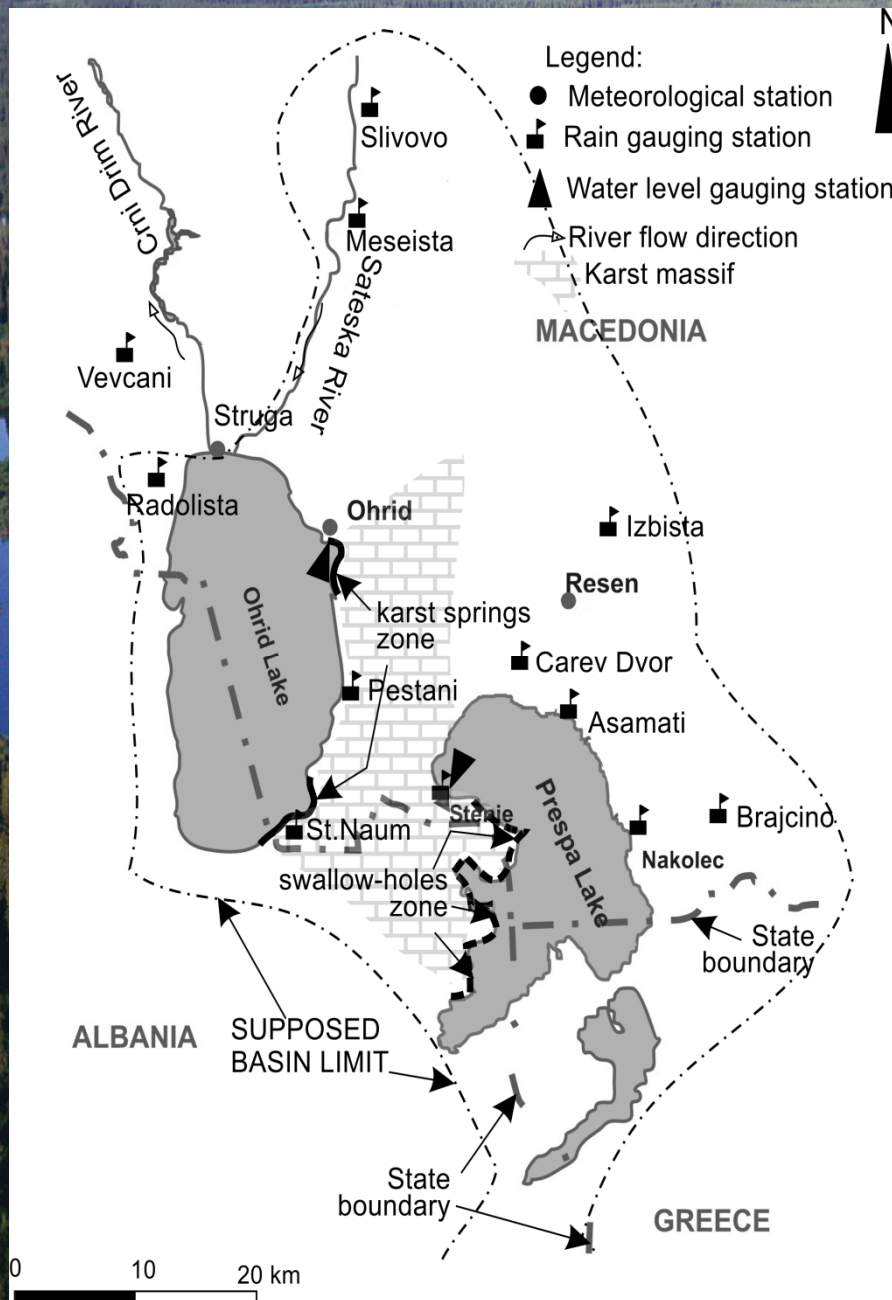 N
Legend:
Meteorological station
Rain gauging station
Water level gauging station
River flow direction
Karst massif
Crni Drim River
Slivovo
Meseista
Sateska River
MACEDONIA
Vevcani
Struga
Radolista
Ohrid
Izbista
Resen
karst springs
zone
Ohrid Lake
Carev Dvor
Pestani
Asamati
Prespa Lake
Stenje
St.Naum
Brajcino
Nakolec
swallow-holes
zone
State
boundary
ALBANIA
SUPPOSED
BASIN LIMIT
State
boundary
GREECE
0
10
20 km